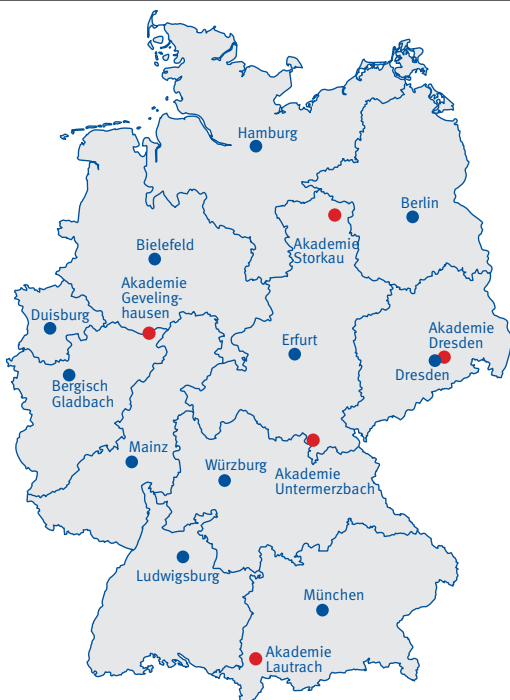 Hamburg
Berlin
Bielefeld
Akademie
Storkau
Akademie
Geveling-
hausen
Duisburg
Akademie
Dresden
Erfurt
Dresden
Bergisch
Gladbach
Mainz
Würzburg
Akademie
Untermerzbach
Ludwigsburg
München
Akademie
Lautrach